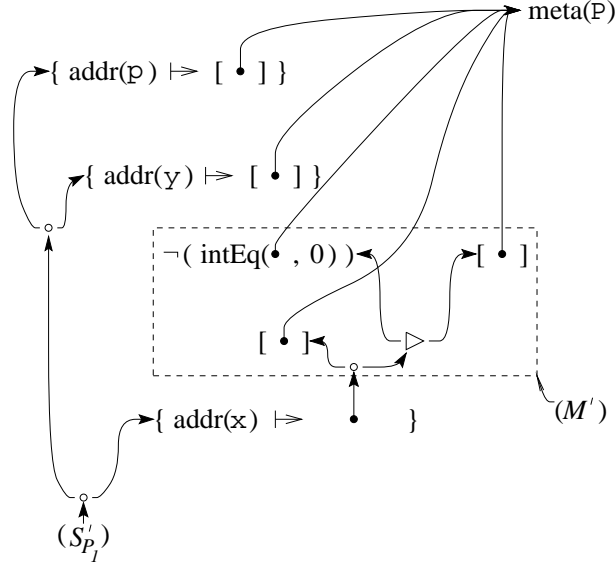 meta(P)
{ addr(p) ⤇ [ • ] }
{ addr(y) ⤇ [ • ] }
¬( intEq( • , 0) ) [ • ]
[ • ] ▷
(M′)
{ addr(x) ⤇ • }
(S′P1)